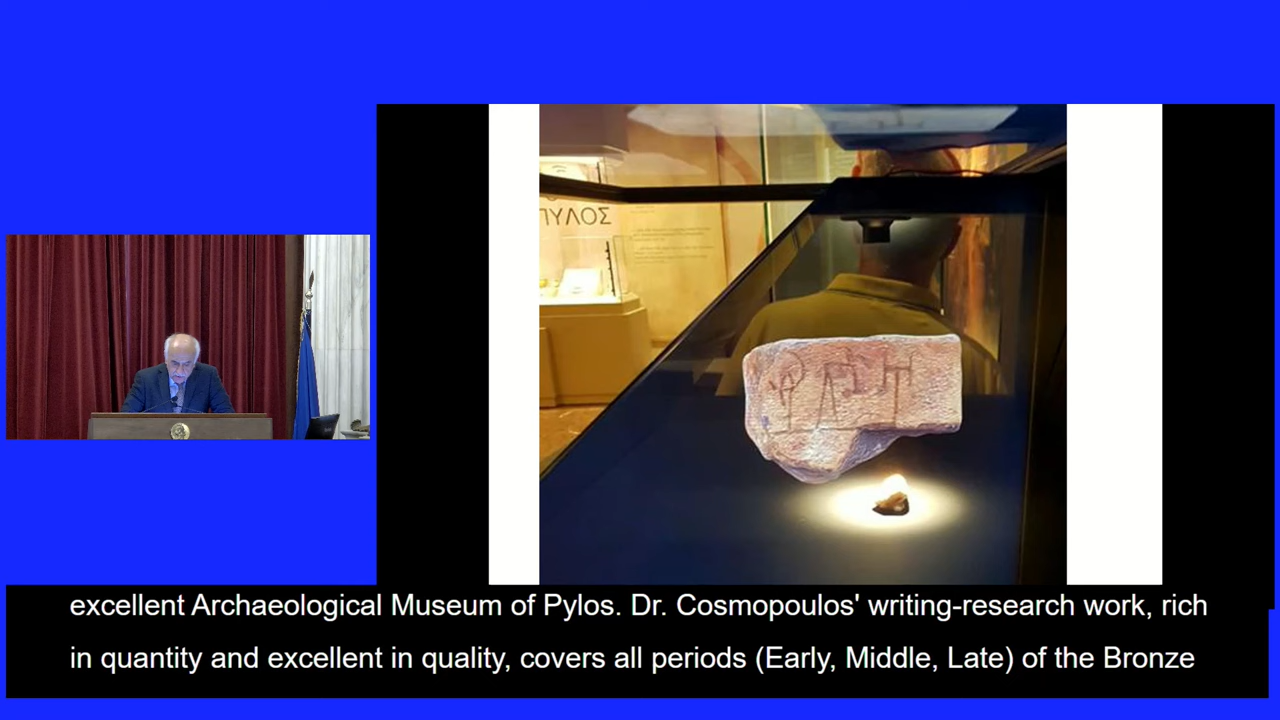 excellent Archaeological Museum of Pylos. Dr. Cosmopoulos' writing-research work, rich
in quantity and excellent in quality, covers all periods (Early, Middle, Late) of the Bronze